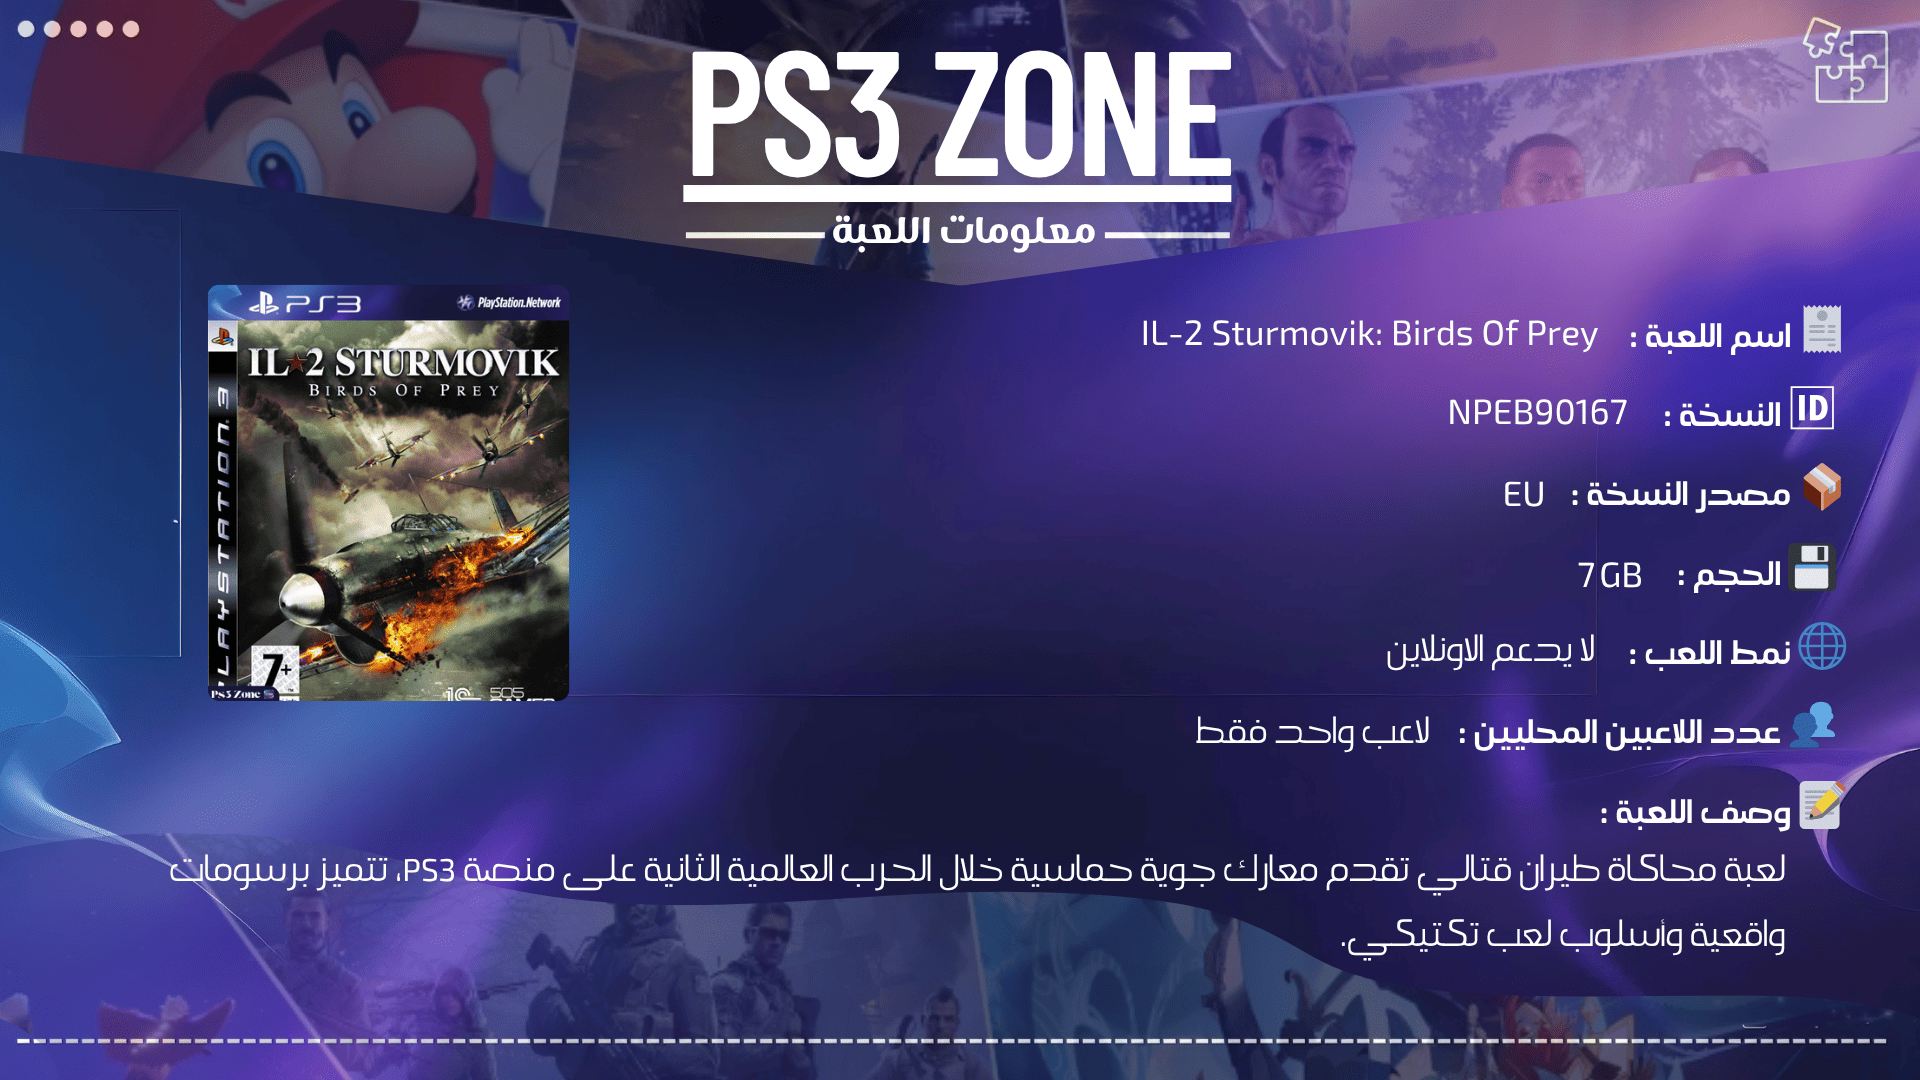 PS3 ZONE
معلومات اللعبة
PS3 PlayStation.Network
PLAYSTATION 3
IL★2 STURMOVIK
BIRDS OF PREY
7+
Ps3 Zone
اسم اللعبة : IL-2 Sturmovik: Birds Of Prey
ID النسخة : NPEB90167
مصدر النسخة : EU
الحجم : 7GB
نمط اللعب : لا يدعم الاونلاين
عدد اللاعبين المحليين : لاعب واحد فقط
وصف اللعبة :
لعبة محاكاة طيران قتالي تقدم معارك جوية حماسية خلال الحرب العالمية الثانية على منصة PS3، تتميز برسومات
واقعية وأسلوب لعب تكتيكي.